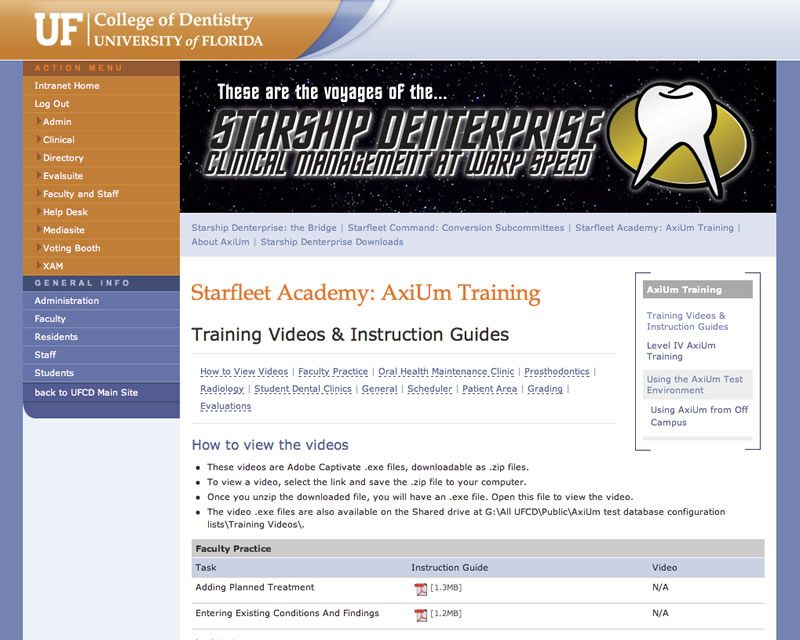 UF College of Dentistry
UNIVERSITY of FLORIDA
ACTION MENU
Intranet Home
Log Out
Admin
Clinical
Directory
Evalsuite
Faculty and Staff
Help Desk
Mediasite
Voting Booth
XAM
GENERAL INFO
Administration
Faculty
Residents
Staff
Students
back to UFCD Main Site
These are the voyages of the...
STARSHIP DENTERPRISE
CLINICAL MANAGEMENT AT WARP SPEED
Starship Denterprise: the Bridge | Starfleet Command: Conversion Subcommittees | Starfleet Academy: AxiUm Training |
About AxiUm | Starship Denterprise Downloads
Starfleet Academy: AxiUm Training
Training Videos & Instruction Guides
How to View Videos | Faculty Practice | Oral Health Maintenance Clinic | Prosthodontics |
Radiology | Student Dental Clinics | General | Scheduler | Patient Area | Grading |
Evaluations
AxiUm Training
Training Videos &
Instruction Guides
Level IV AxiUm
Training
Using the AxiUm Test
Environment
Using AxiUm from Off
Campus
How to view the videos
• These videos are Adobe Captivate .exe files, downloadable as .zip files.
• To view a video, select the link and save the .zip file to your computer.
• Once you unzip the downloaded file, you will have an .exe file. Open this file to view the video.
• The video .exe files are also available on the Shared drive at G:\All UFCD\Public\AxiUm test database configuration
lists\Training Videos\.
Faculty Practice
Task Instruction Guide Video
Adding Planned Treatment [1.3MB] N/A
Entering Existing Conditions And Findings [1.2MB] N/A